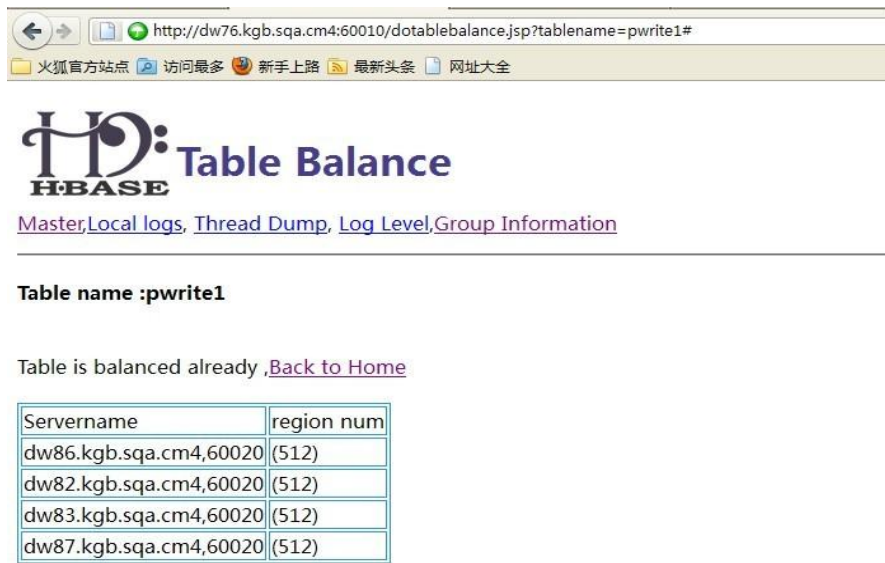 http://dw76.kgb.sqa.cm4:60010/dotablebalance.jsp?tablename=pwrite1#
火狐官方站点 访问最多 新手上路 最新头条 网址大全
H·BASE Table Balance
Master,Local logs, Thread Dump, Log Level,Group Information
Table name :pwrite1
Table is balanced already ,Back to Home
Servername region num
dw86.kgb.sqa.cm4,60020 (512)
dw82.kgb.sqa.cm4,60020 (512)
dw83.kgb.sqa.cm4,60020 (512)
dw87.kgb.sqa.cm4,60020 (512)